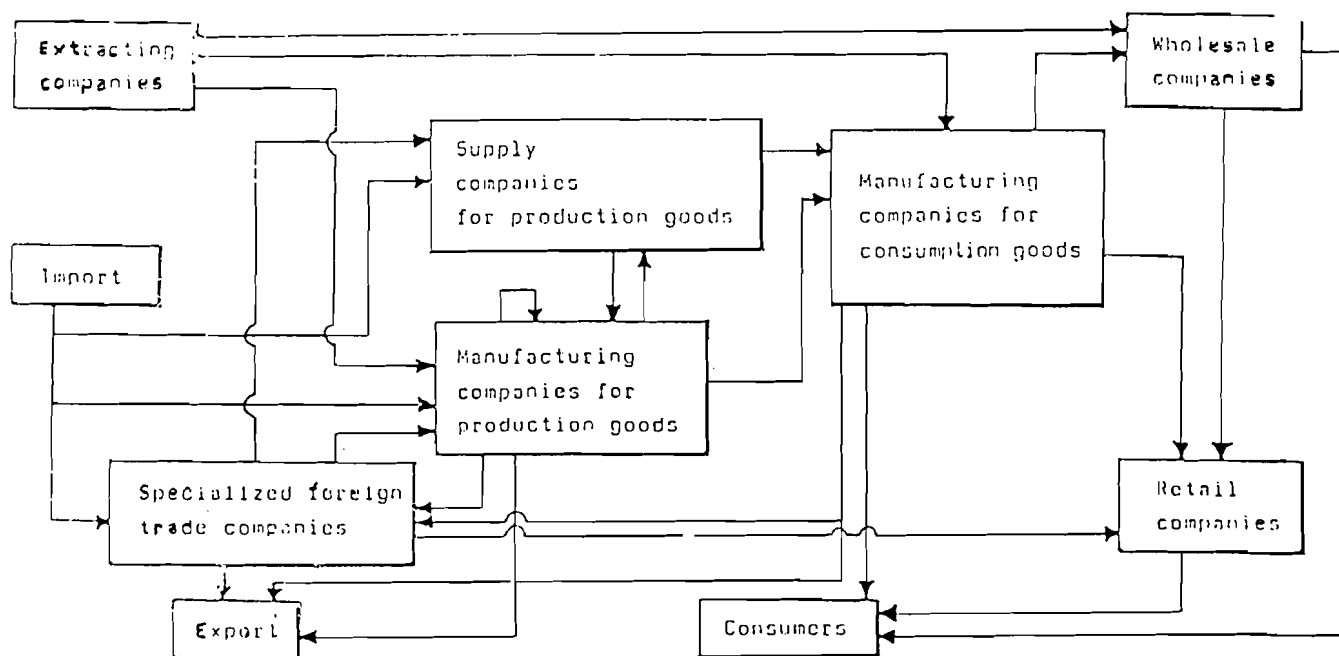 Extracting
companies
Wholesale
companies
Supply
companies
for production goods
Manufacturing
companies for
consumption goods
Import
Manufacturing
companies for
production goods
Specialized foreign
trade companies
Retail
companies
Export
Consumers